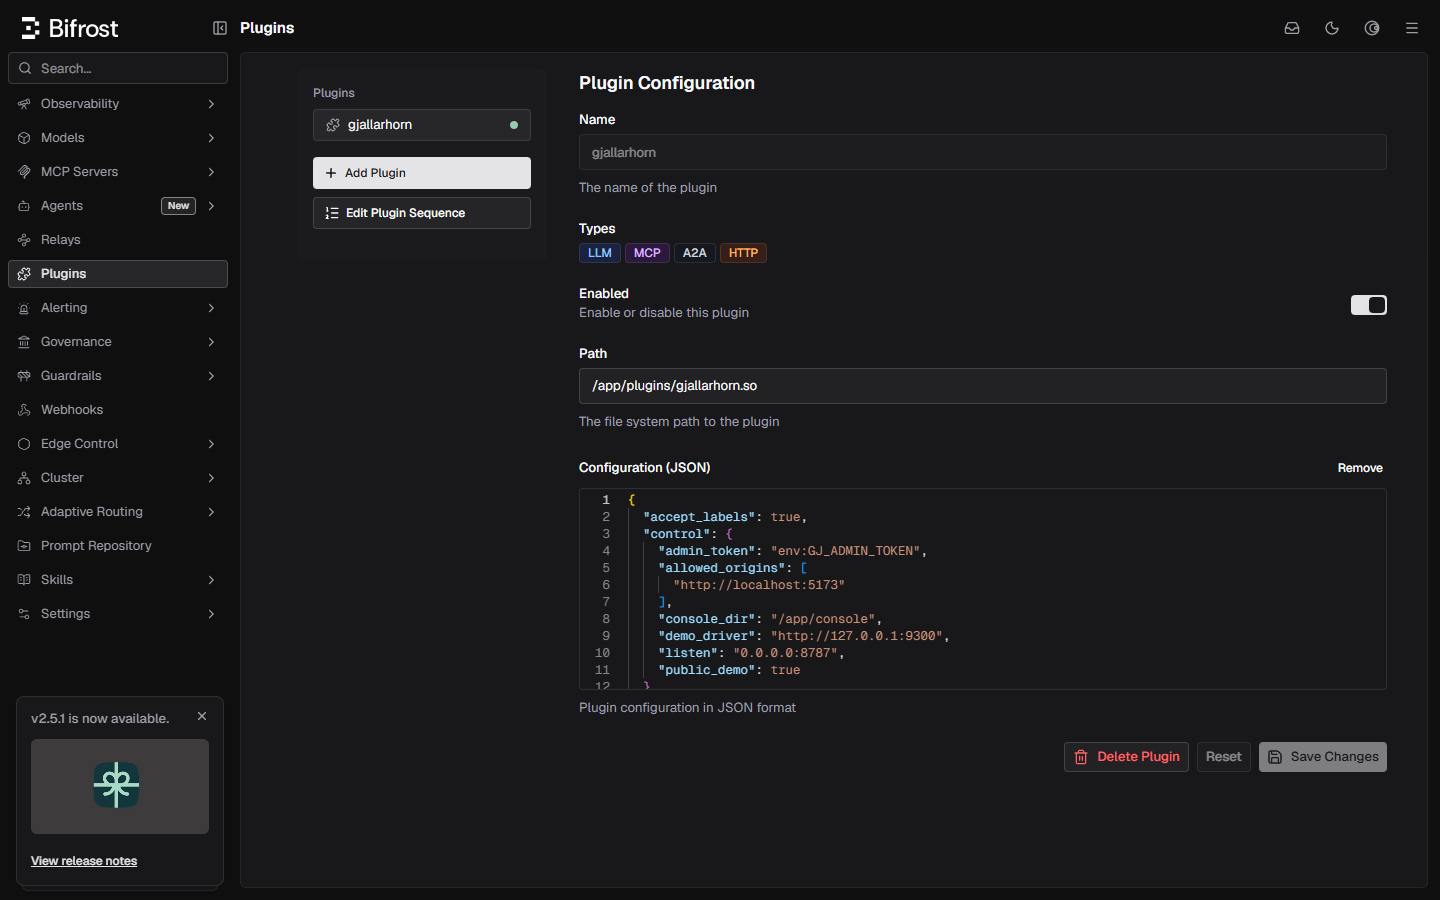 Bifrost
Plugins
Search...
Observability
Models
MCP Servers
Agents New
Relays
Plugins
Alerting
Governance
Guardrails
Webhooks
Edge Control
Cluster
Adaptive Routing
Prompt Repository
Skills
Settings
v2.5.1 is now available.
View release notes
Plugins
gjallarhorn
Add Plugin
Edit Plugin Sequence
Plugin Configuration
Name
gjallarhorn
The name of the plugin
Types
LLM MCP A2A HTTP
Enabled
Enable or disable this plugin
Path
/app/plugins/gjallarhorn.so
The file system path to the plugin
Configuration (JSON) Remove
1 {
2 "accept_labels": true,
3 "control": {
4 "admin_token": "env:GJ_ADMIN_TOKEN",
5 "allowed_origins": [
6 "http://localhost:5173"
7 ],
8 "console_dir": "/app/console",
9 "demo_driver": "http://127.0.0.1:9300",
10 "listen": "0.0.0.0:8787",
11 "public_demo": true
12 }
Plugin configuration in JSON format
Delete Plugin Reset Save Changes